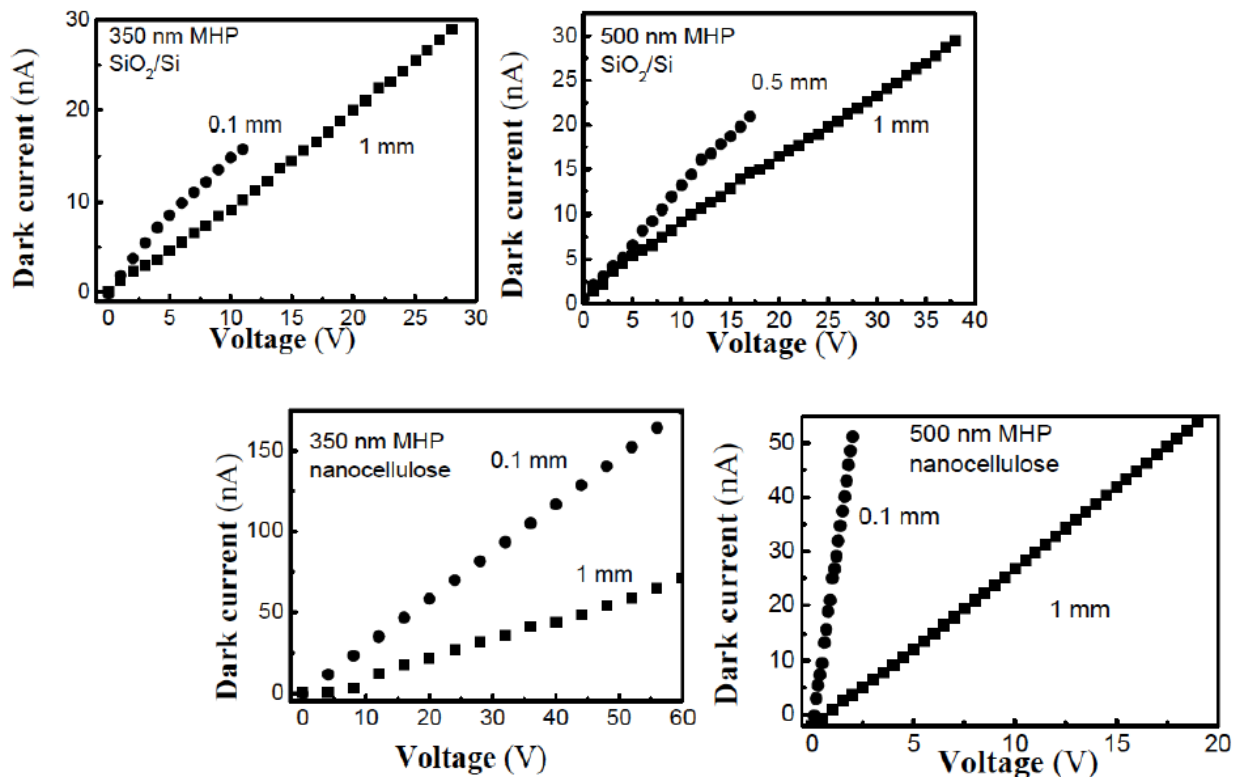 350 nm MHP
SiO₂/Si
0.1 mm
1 mm
Dark current (nA)
30
20
10
0
0 5 10 15 20 25 30
Voltage (V)
500 nm MHP
SiO₂/Si
0.5 mm
1 mm
Dark current (nA)
30
25
20
15
10
5
0
0 5 10 15 20 25 30 35 40
Voltage (V)
350 nm MHP
nanocellulose
0.1 mm
1 mm
Dark current (nA)
150
100
50
0
0 10 20 30 40 50 60
Voltage (V)
500 nm MHP
nanocellulose
0.1 mm
1 mm
Dark current (nA)
50
40
30
20
10
0
0 5 10 15 20
Voltage (V)